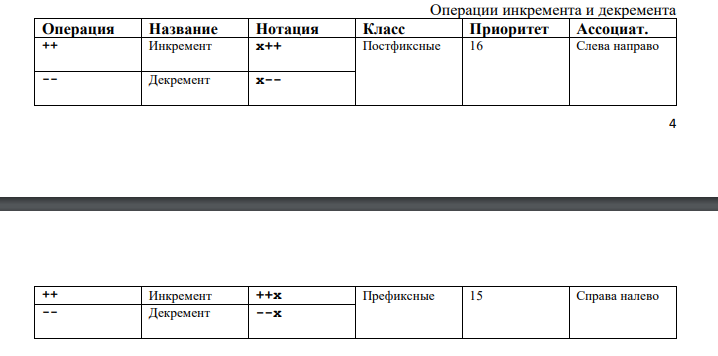 Операции инкремента и декремента
Операция Название Нотация Класс Приоритет Ассоциат.
++ Инкремент x++ Постфиксные 16 Слева направо
-- Декремент x--
4
++ Инкремент ++x Префиксные 15 Справа налево
-- Декремент --x